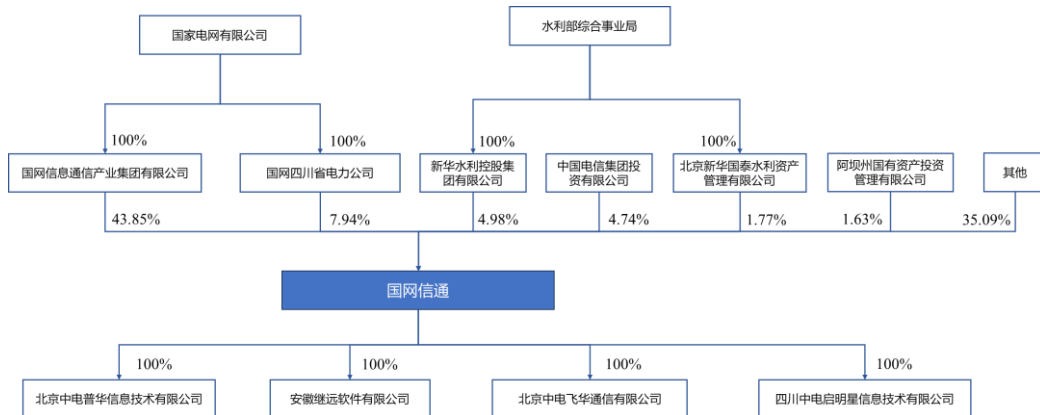 国家电网有限公司
水利部综合事业局
100%
100%
100%
100%
国网信息通信产业集团有限公司
国网四川省电力公司
新华水利控股集
团有限公司
中国电信集团投
资有限公司
北京新华国泰水利资产
管理有限公司
阿坝州国有资产投资
管理有限公司
其他
43.85%
7.94%
4.98%
4.74%
1.77%
1.63%
35.09%
国网信通
100%
100%
100%
100%
北京中电普华信息技术有限公司
安徽继远软件有限公司
北京中电飞华通信有限公司
四川中电启明星信息技术有限公司